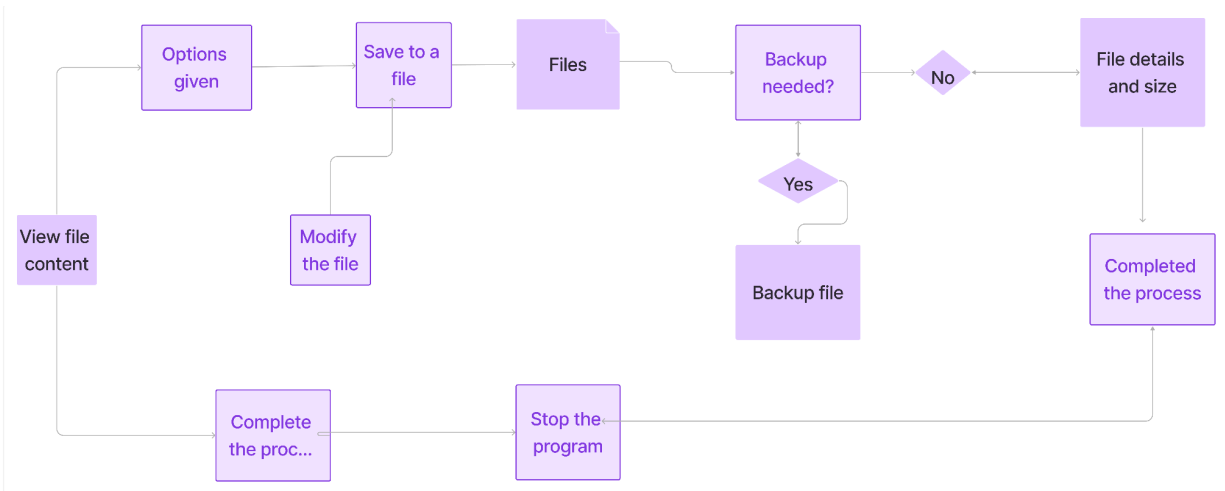 Options
given
Save to a
file
Files
Backup
needed?
No
File details
and size
Yes
View file
content
Modify
the file
Backup file
Completed
the process
Complete
the proc...
Stop the
program